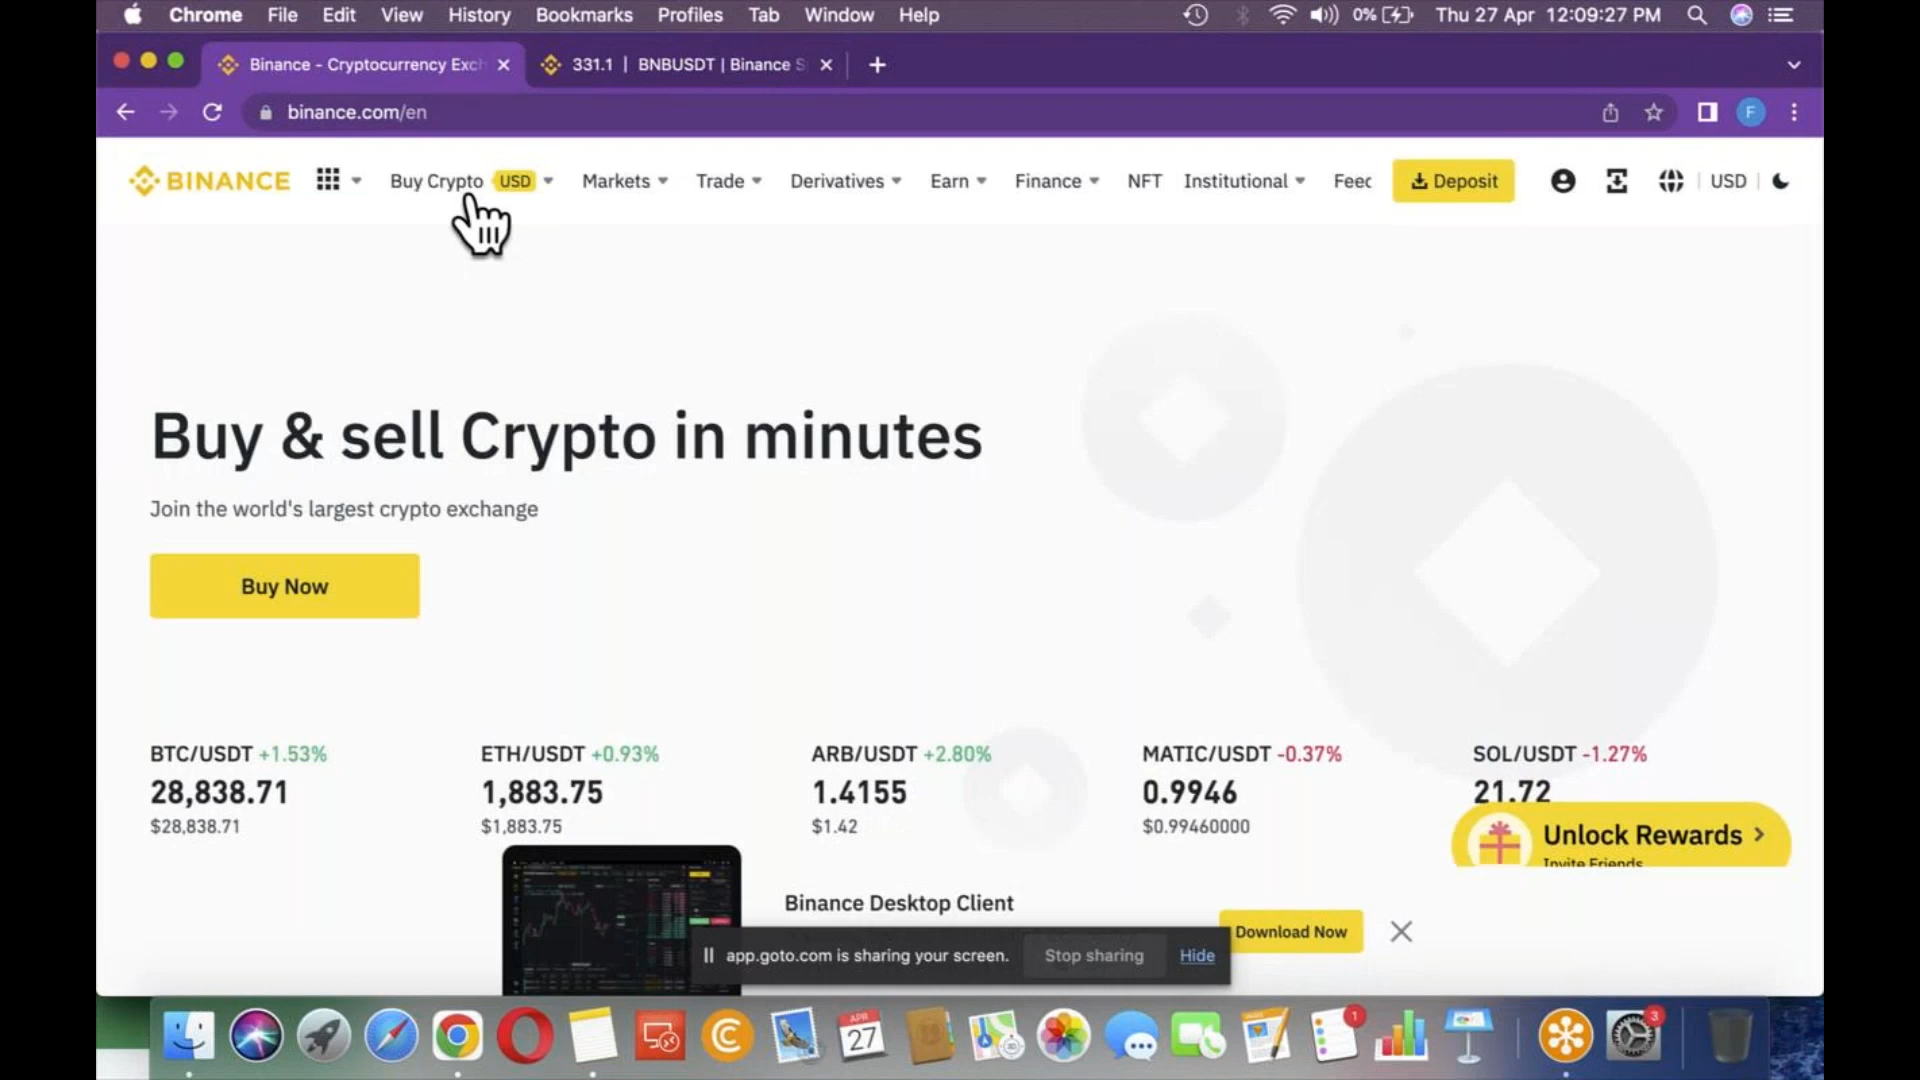 Chrome File Edit View History Bookmarks Profiles Tab Window Help 0% Thu 27 Apr 12:09:27 PM
Binance - Cryptocurrency Exc 331.1 | BNBUSDT | Binance S
binance.com/en F
BINANCE Buy Crypto USD Markets Trade Derivatives Earn Finance NFT Institutional Feec Deposit USD
Buy & sell Crypto in minutes
Join the world's largest crypto exchange
Buy Now
BTC/USDT +1.53% ETH/USDT +0.93% ARB/USDT +2.80% MATIC/USDT -0.37% SOL/USDT -1.27%
28,838.71 1,883.75 1.4155 0.9946 21.72
$28,838.71 $1,883.75 $1.42 $0.99460000
Unlock Rewards
Invite Friends
Binance Desktop Client
Download Now
app.goto.com is sharing your screen. Stop sharing Hide
APR
27
1
3